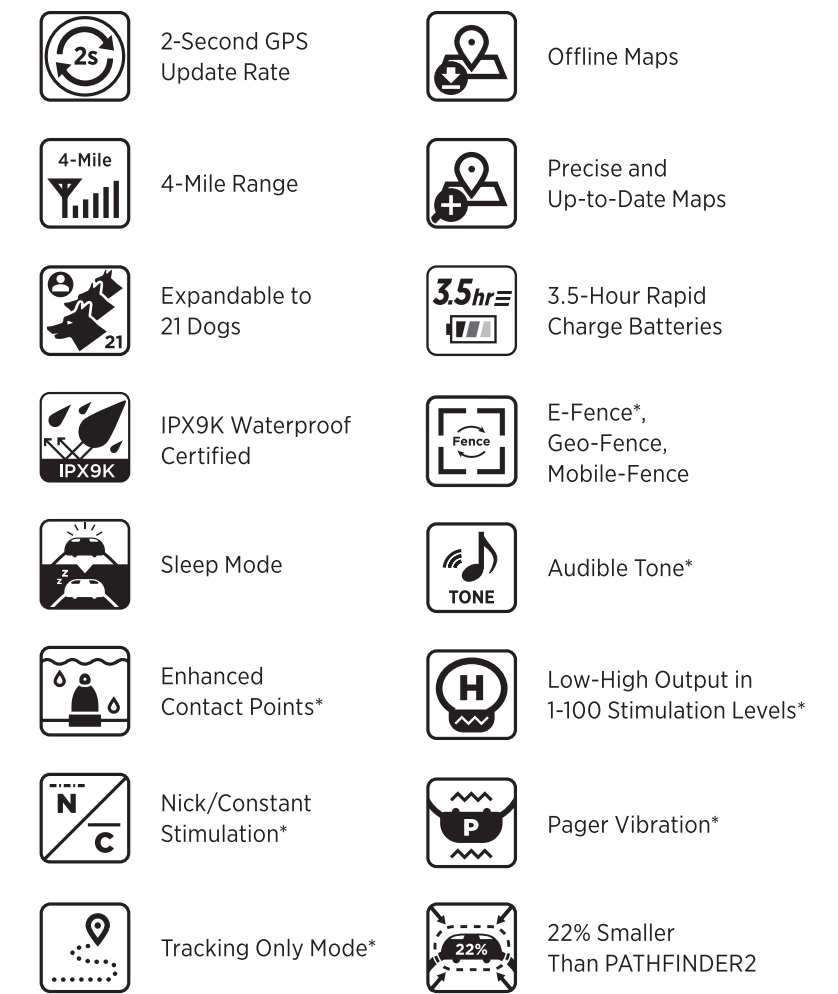 2s
2-Second GPS
Update Rate
Offline Maps
4-Mile
4-Mile Range
Precise and
Up-to-Date Maps
21
Expandable to
21 Dogs
3.5hr
3.5-Hour Rapid
Charge Batteries
IPX9K
IPX9K Waterproof
Certified
Fence
E-Fence*,
Geo-Fence,
Mobile-Fence
z
z
Sleep Mode
TONE
Audible Tone*
Enhanced
Contact Points*
H
Low-High Output in
1-100 Stimulation Levels*
N
C
Nick/Constant
Stimulation*
P
Pager Vibration*
Tracking Only Mode*
22%
22% Smaller
Than PATHFINDER2